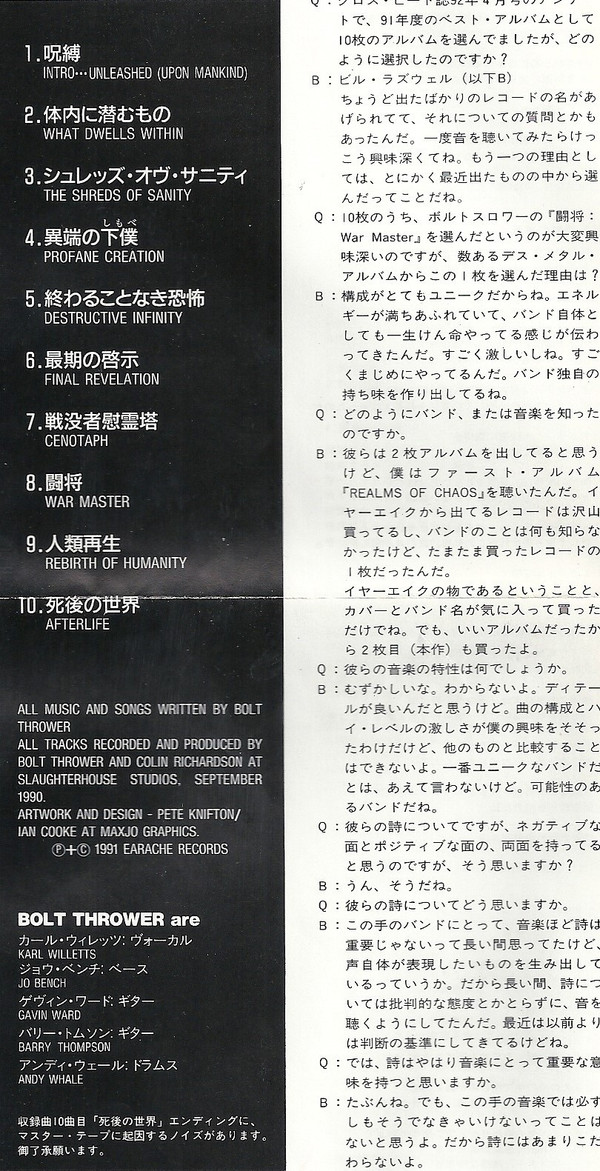 1.呪縛
INTRO…UNLEASHED (UPON MANKIND)
2.体内に潜むもの
WHAT DWELLS WITHIN
3.シュレッズ・オヴ・サニティ
THE SHREDS OF SANITY
しもべ
4.異端の下僕
PROFANE CREATION
5.終わることなき恐怖
DESTRUCTIVE INFINITY
6.最期の啓示
FINAL REVELATION
7.戦没者慰霊塔
CENOTAPH
8.闘将
WAR MASTER
9.人類再生
REBIRTH OF HUMANITY
10.死後の世界
AFTERLIFE
ALL MUSIC AND SONGS WRITTEN BY BOLT
THROWER
ALL TRACKS RECORDED AND PRODUCED BY
BOLT THROWER AND COLIN RICHARDSON AT
SLAUGHTERHOUSE STUDIOS, SEPTEMBER
1990.
ARTWORK AND DESIGN - PETE KNIFTON/
IAN COOKE AT MAXJO GRAPHICS.
Ⓟ+© 1991 EARACHE RECORDS
BOLT THROWER are
カール・ウィレッツ: ヴォーカル
KARL WILLETTS
ジョウ・ベンチ: ベース
JO BENCH
ゲヴィン・ワード: ギター
GAVIN WARD
バリー・トムソン: ギター
BARRY THOMPSON
アンディ・ウェール: ドラムス
ANDY WHALE
収録曲10曲目「死後の世界」エンディングに、
マスター・テープに起因するノイズがあります。
御了承願います。
トで、91年度のベスト・アルバムとして
10枚のアルバムを選んでましたが、どの
ように選択したのですか？
B：ビル・ラズウェル（以下B）
ちょうど出たばかりのレコードの名があ
げられてて、それについての質問とかも
あったんだ。一度音を聴いてみたらけっ
こう興味深くてね。もう一つの理由とし
ては、とにかく最近出たものの中から選
んだってことだね。
Q：10枚のうち、ボルトスロワーの『闘将：
War Master』を選んだというのが大変興
味深いのですが、数あるデス・メタル・
アルバムからこの1枚を選んだ理由は？
B：構成がとてもユニークだからね。エネル
ギーが満ちあふれていて、バンド自体と
しても一生けん命やってる感じが伝わ
ってきたんだ。すごく激しいしね。すご
くまじめにやってるんだ。バンド独自の
持ち味を作り出してるね。
Q：どのようにバンド、または音楽を知った
のですか。
B：彼らは2枚アルバムを出してると思う
けど、僕はファースト・アルバム
『REALMS OF CHAOS』を聴いたんだ。イ
ヤーエイクから出てるレコードは沢山
買ってるし、バンドのことは何も知らな
かったけど、たまたま買ったレコードの
1枚だったんだ。
イヤーエイクの物であるということと、
カバーとバンド名が気に入って買った
だけでね。でも、いいアルバムだったか
ら2枚目（本作）も買ったよ。
Q：彼らの音楽の特性は何でしょうか。
B：むずかしいな。わからないよ。ディテー
ルが良いんだと思うけど。曲の構成とハ
イ・レベルの激しさが僕の興味をそそっ
たわけだけど、他のものと比較すること
はできないよ。一番ユニークなバンドだ
とは、あえて言わないけど。可能性のあ
るバンドだね。
Q：彼らの詩についてですが、ネガティブな
面とポジティブな面の、両面を持ってる
と思うのですが、そう思いますか？
B：うん、そうだね。
Q：彼らの詩についてどう思いますか。
B：この手のバンドにとって、音楽ほど詩は
重要じゃないって長い間思ってたけど、
声自体が表現したいものを生み出して
いるっていうか。だから長い間、詩につ
いては批判的な態度とかとらずに、音を
聴くようにしてたんだ。最近は以前より
は判断の基準にしてきてるけどね。
Q：では、詩はやはり音楽にとって重要な意
味を持つと思いますか。
B：たぶんね。でも、この手の音楽では必ず
しもそうでなきゃいけないってことは
ないと思うよ。だから詩にはあまりこだ
わらないよ。